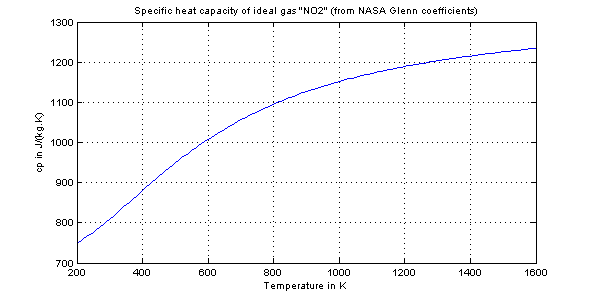 Specific heat capacity of ideal gas "NO2" (from NASA Glenn coefficients)
1300
1200
1100
1000
900
800
700
cp in J/(kg.K)
200 400 600 800 1000 1200 1400 1600
Temperature in K